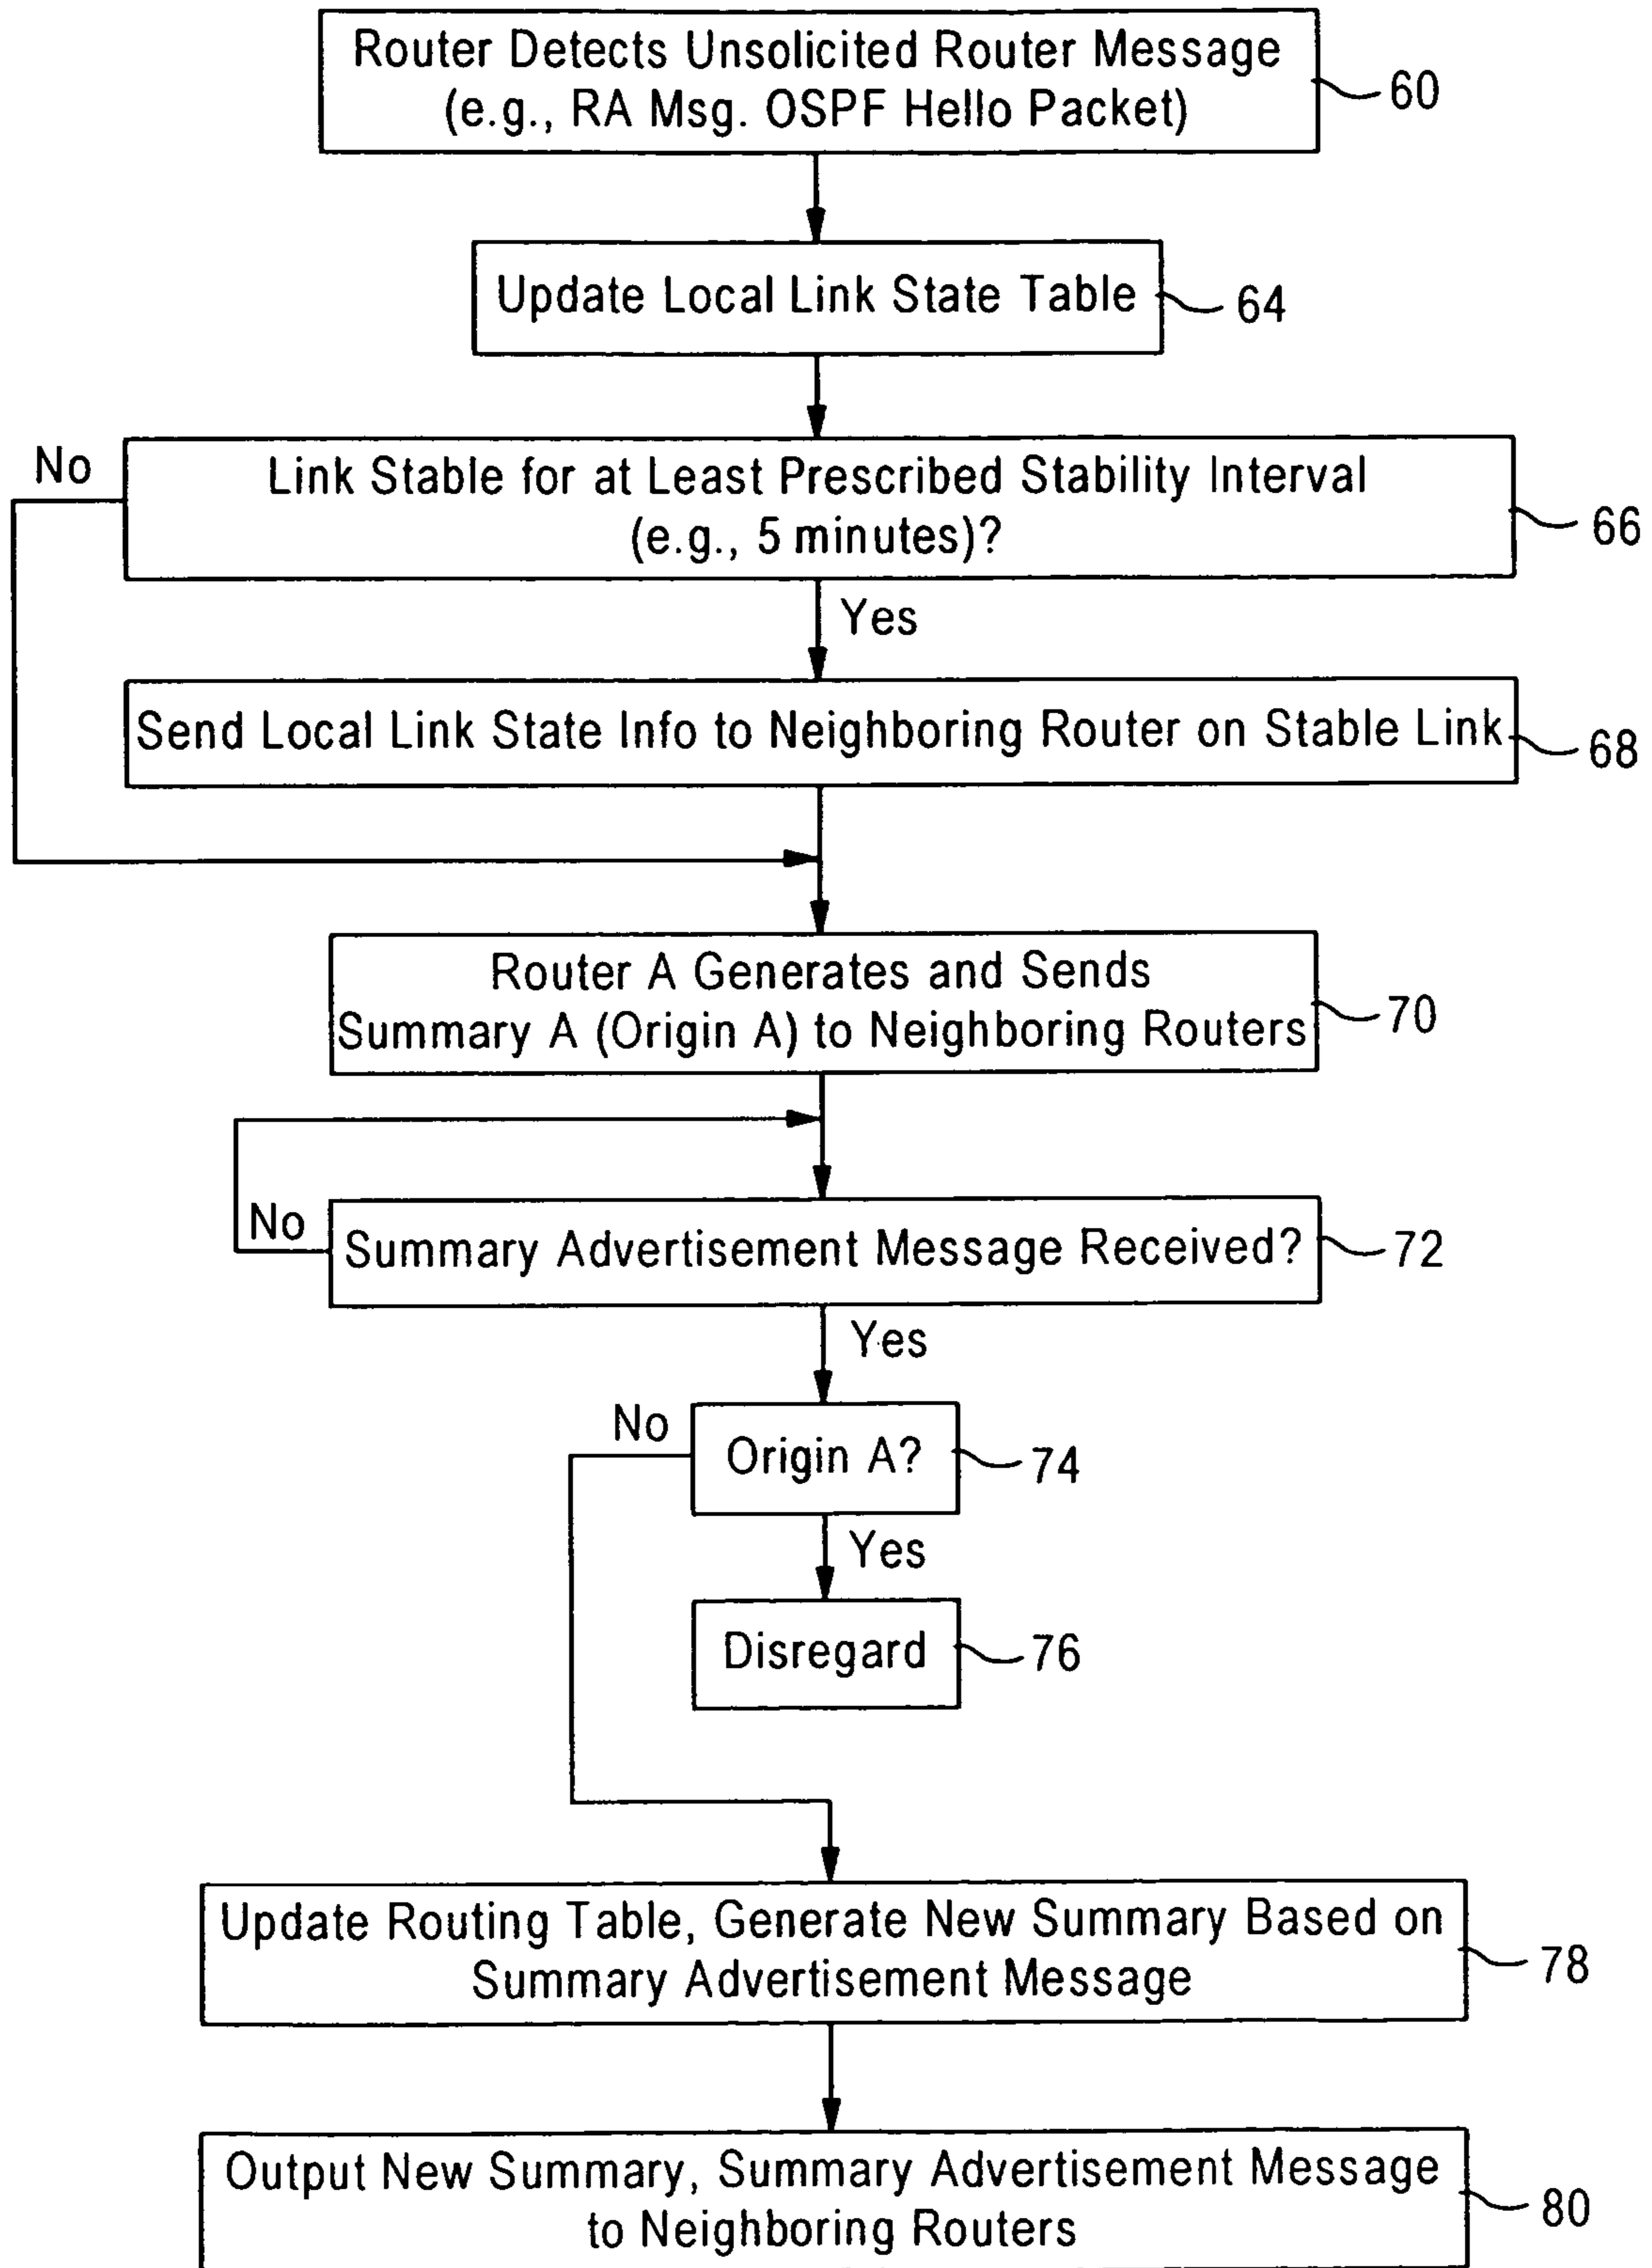 Router Detects Unsolicited Router Message
(e.g., RA Msg. OSPF Hello Packet)
60
Update Local Link State Table
64
No
Link Stable for at Least Prescribed Stability Interval
(e.g., 5 minutes)?
66
Yes
Send Local Link State Info to Neighboring Router on Stable Link
68
Router A Generates and Sends
Summary A (Origin A) to Neighboring Routers
70
No
Summary Advertisement Message Received?
72
Yes
No
Origin A?
74
Yes
Disregard
76
Update Routing Table, Generate New Summary Based on
Summary Advertisement Message
78
Output New Summary, Summary Advertisement Message
to Neighboring Routers
80